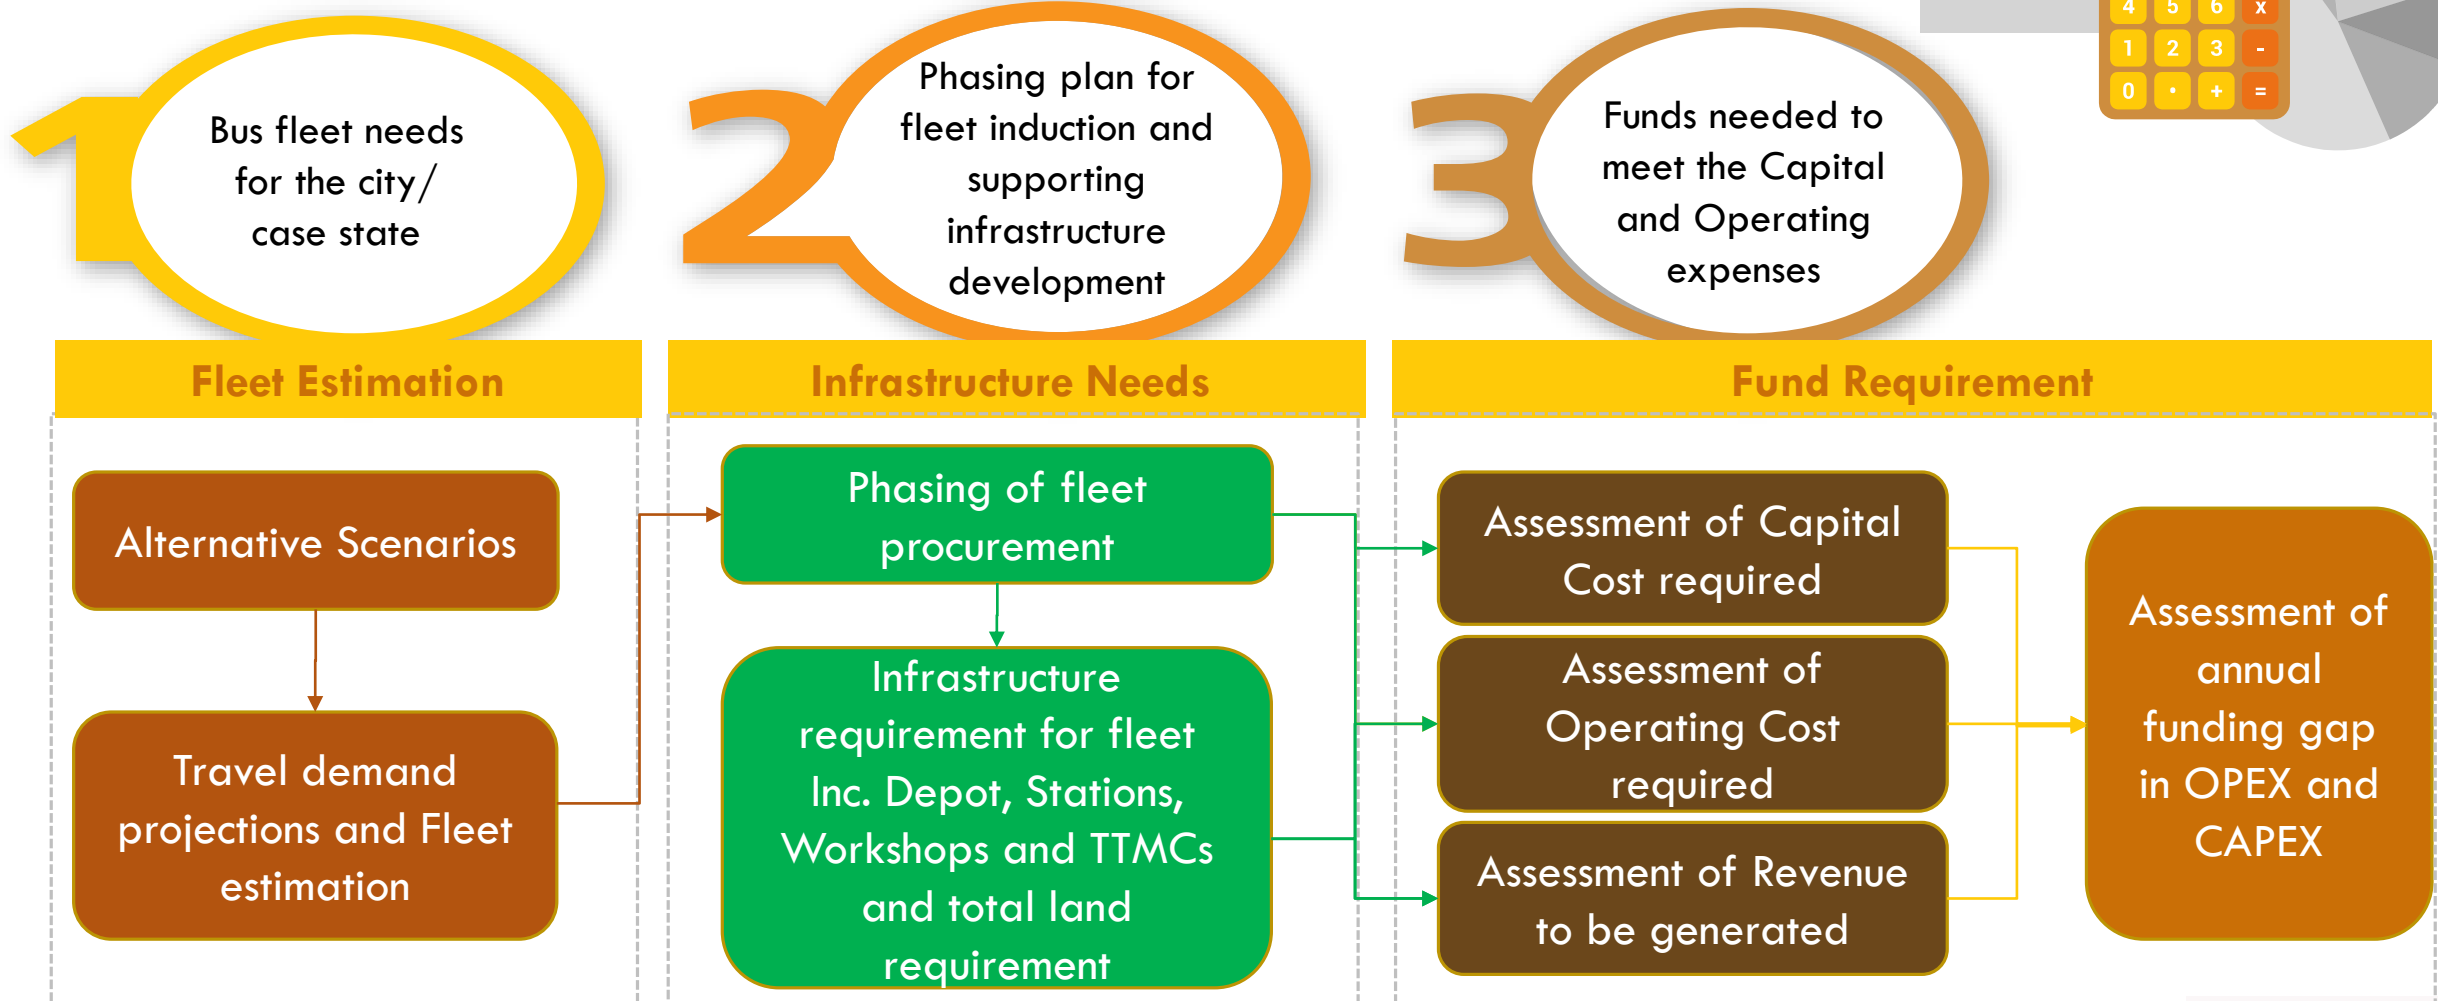 1
Bus fleet needs
for the city/
case state
2
Phasing plan for
fleet induction and
supporting
infrastructure
development
3
Funds needed to
meet the Capital
and Operating
expenses
4 5 6 x
1 2 3 -
0 · + =
Fleet Estimation
Alternative Scenarios
Travel demand
projections and Fleet
estimation
Infrastructure Needs
Phasing of fleet
procurement
Infrastructure
requirement for fleet
Inc. Depot, Stations,
Workshops and TTMCs
and total land
requirement
Fund Requirement
Assessment of Capital
Cost required
Assessment of
Operating Cost
required
Assessment of Revenue
to be generated
Assessment of
annual
funding gap
in OPEX and
CAPEX